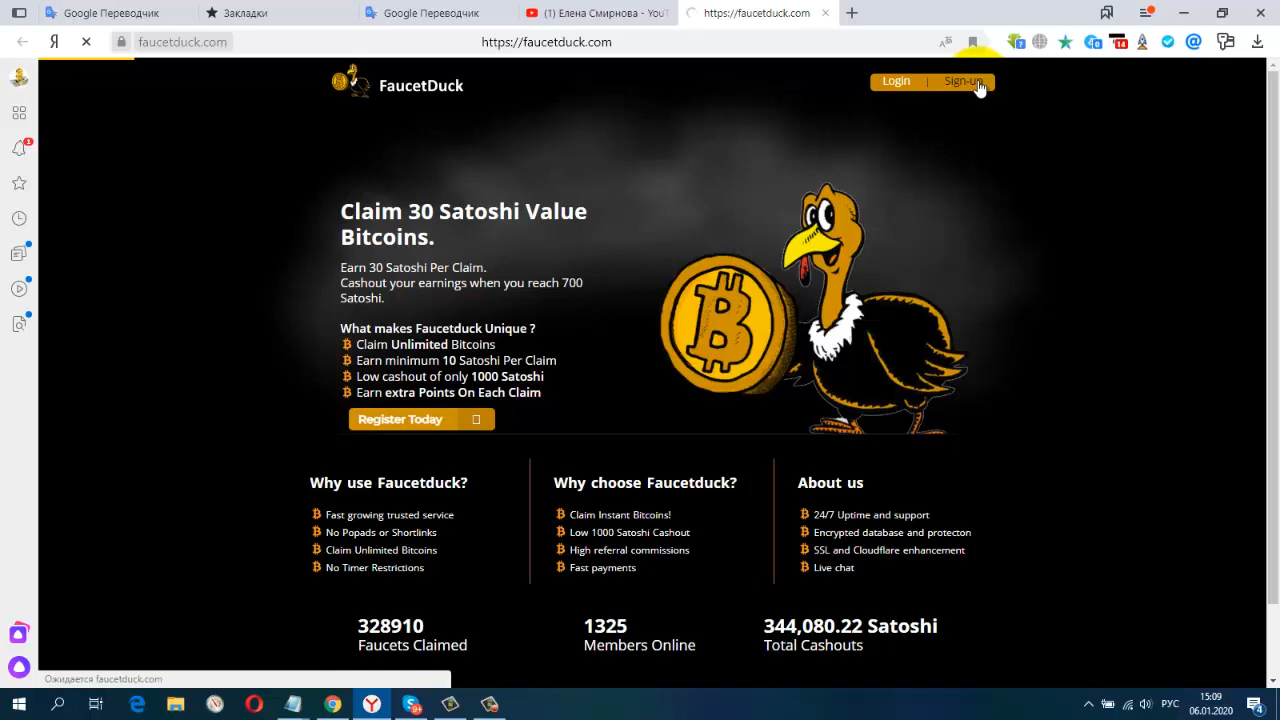 Google Переводчик
Закладки
Google Переводчик
(1) Елена Смирнова - YouT
https://faucetduck.com
Я
faucetduck.com
https://faucetduck.com
7
0
14
FaucetDuck
Login | Sign-up
Claim 30 Satoshi Value
Bitcoins.
Earn 30 Satoshi Per Claim.
Cashout your earnings when you reach 700
Satoshi.
What makes Faucetduck Unique ?
Claim Unlimited Bitcoins
Earn minimum 10 Satoshi Per Claim
Low cashout of only 1000 Satoshi
Earn extra Points On Each Claim
Register Today
Why use Faucetduck?
Fast growing trusted service
No Popads or Shortlinks
Claim Unlimited Bitcoins
No Timer Restrictions
Why choose Faucetduck?
Claim Instant Bitcoins!
Low 1000 Satoshi Cashout
High referral commissions
Fast payments
About us
24/7 Uptime and support
Encrypted database and protecton
SSL and Cloudflare enhancement
Live chat
328910
Faucets Claimed
1325
Members Online
344,080.22 Satoshi
Total Cashouts
Ожидается faucetduck.com
РУС
15:09
06.01.2020
4